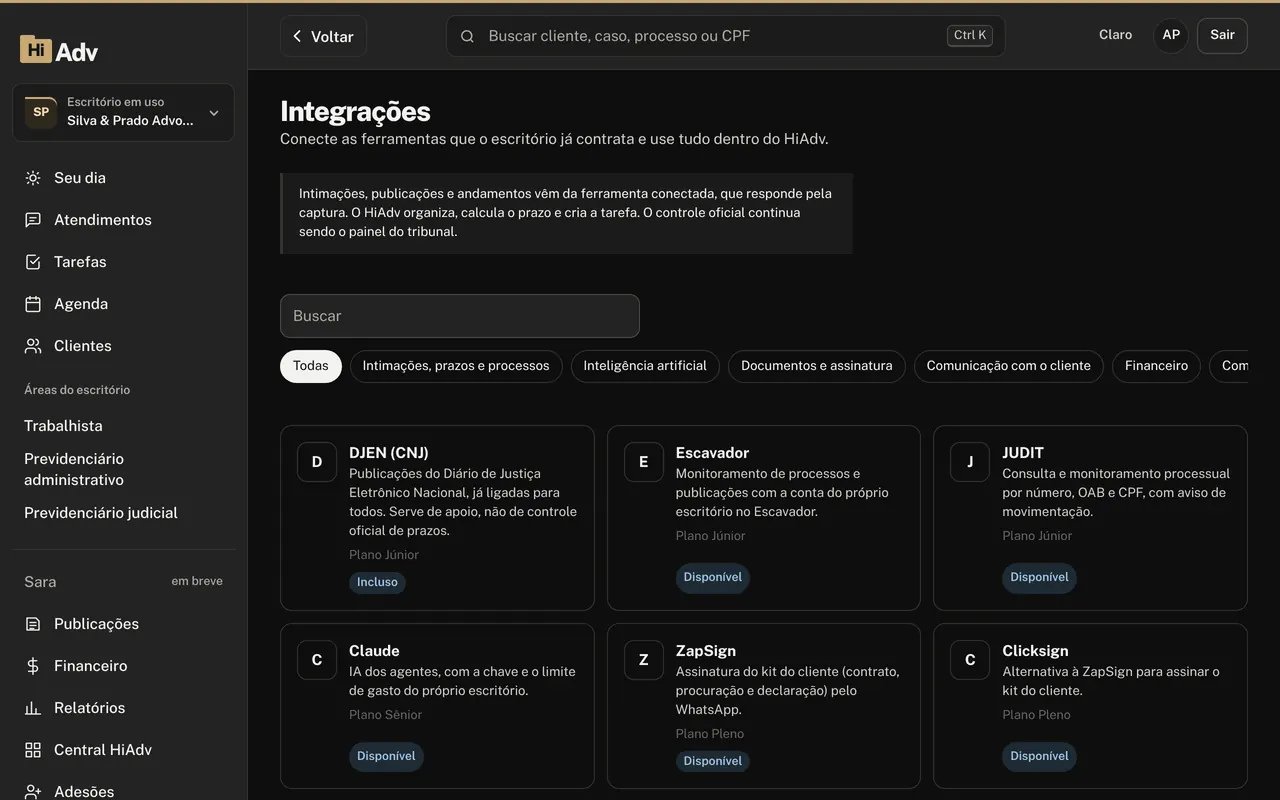 Hi Adv
Escritório em uso
SP
Silva & Prado Advo...
Seu dia
Atendimentos
Tarefas
Agenda
Clientes
Áreas do escritório
Trabalhista
Previdenciário
administrativo
Previdenciário judicial
Sara em breve
Publicações
Financeiro
Relatórios
Central HiAdv
Adesões
Voltar
Buscar cliente, caso, processo ou CPF
Ctrl K
Claro
AP
Sair
Integrações
Conecte as ferramentas que o escritório já contrata e use tudo dentro do HiAdv.
Intimações, publicações e andamentos vêm da ferramenta conectada, que responde pela
captura. O HiAdv organiza, calcula o prazo e cria a tarefa. O controle oficial continua
sendo o painel do tribunal.
Buscar
Todas
Intimações, prazos e processos
Inteligência artificial
Documentos e assinatura
Comunicação com o cliente
Financeiro
Com
D
DJEN (CNJ)
Publicações do Diário de Justiça
Eletrônico Nacional, já ligadas para
todos. Serve de apoio, não de controle
oficial de prazos.
Plano Júnior
Incluso
E
Escavador
Monitoramento de processos e
publicações com a conta do próprio
escritório no Escavador.
Plano Júnior
Disponível
J
JUDIT
Consulta e monitoramento processual
por número, OAB e CPF, com aviso de
movimentação.
Plano Júnior
Disponível
C
Claude
IA dos agentes, com a chave e o limite
de gasto do próprio escritório.
Plano Sênior
Disponível
Z
ZapSign
Assinatura do kit do cliente (contrato,
procuração e declaração) pelo
WhatsApp.
Plano Pleno
Disponível
C
Clicksign
Alternativa à ZapSign para assinar o
kit do cliente.
Plano Pleno
Disponível